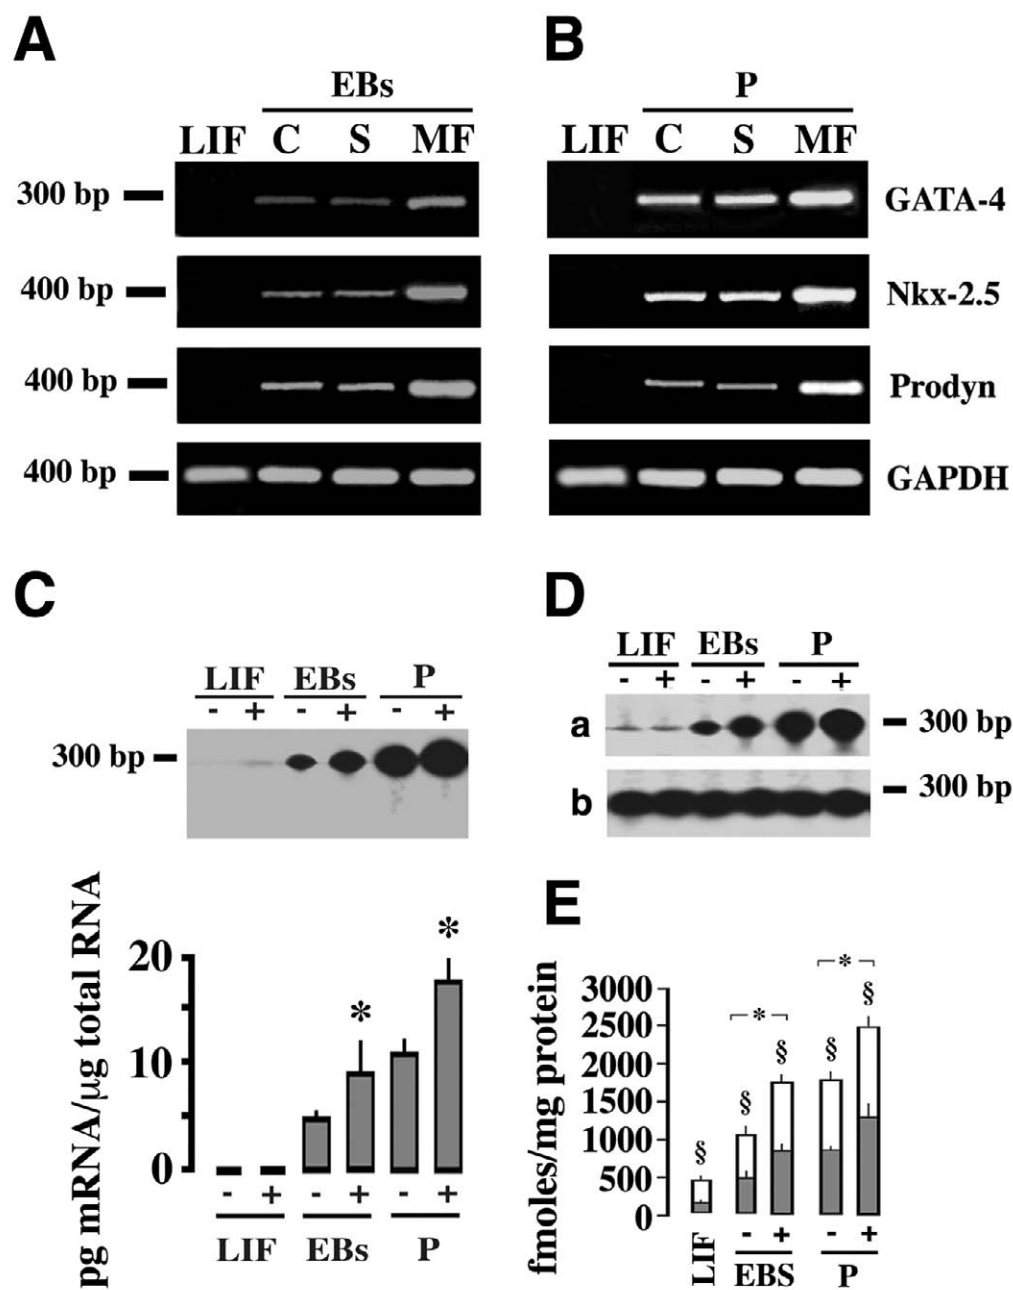 A
EBs
LIF C S MF
300 bp
400 bp
400 bp
400 bp
B
P
LIF C S MF
GATA-4
Nkx-2.5
Prodyn
GAPDH
C
LIF EBs P
- + - + - +
300 bp
pg mRNA/µg total RNA
20
10
0
* *
- + - + - +
LIF EBs P
D
LIF EBs P
- + - + - +
a 300 bp
b 300 bp
E
fmoles/mg protein
3000
2500
2000
1500
1000
500
0
* *
§ § § § §
- + - +
LIF EBS P